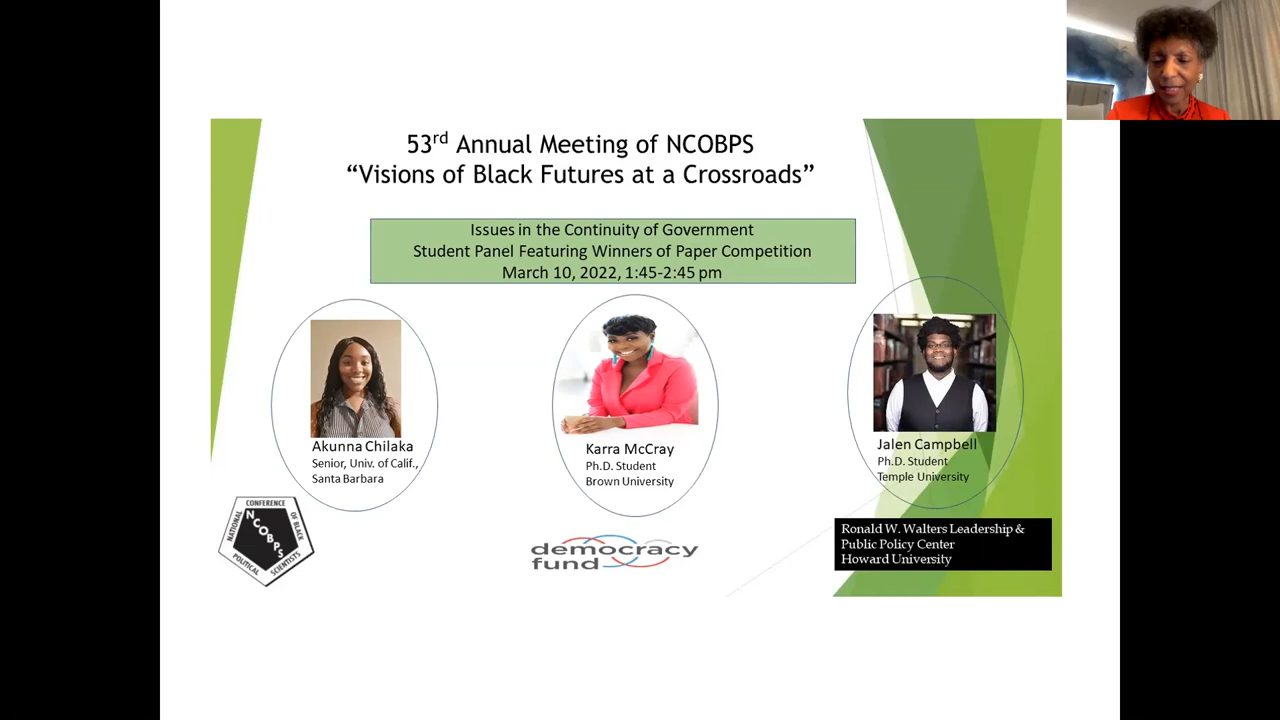 53rd Annual Meeting of NCOBPS
“Visions of Black Futures at a Crossroads”
Issues in the Continuity of Government
Student Panel Featuring Winners of Paper Competition
March 10, 2022, 1:45-2:45 pm
Akunna Chilaka
Senior, Univ. of Calif.,
Santa Barbara
Karra McCray
Ph.D. Student
Brown University
Jalen Campbell
Ph.D. Student
Temple University
NATIONAL
CONFERENCE
OF BLACK
POLITICAL
SCIENTISTS
NCOBPS
democracy
fund
Ronald W. Walters Leadership &
Public Policy Center
Howard University